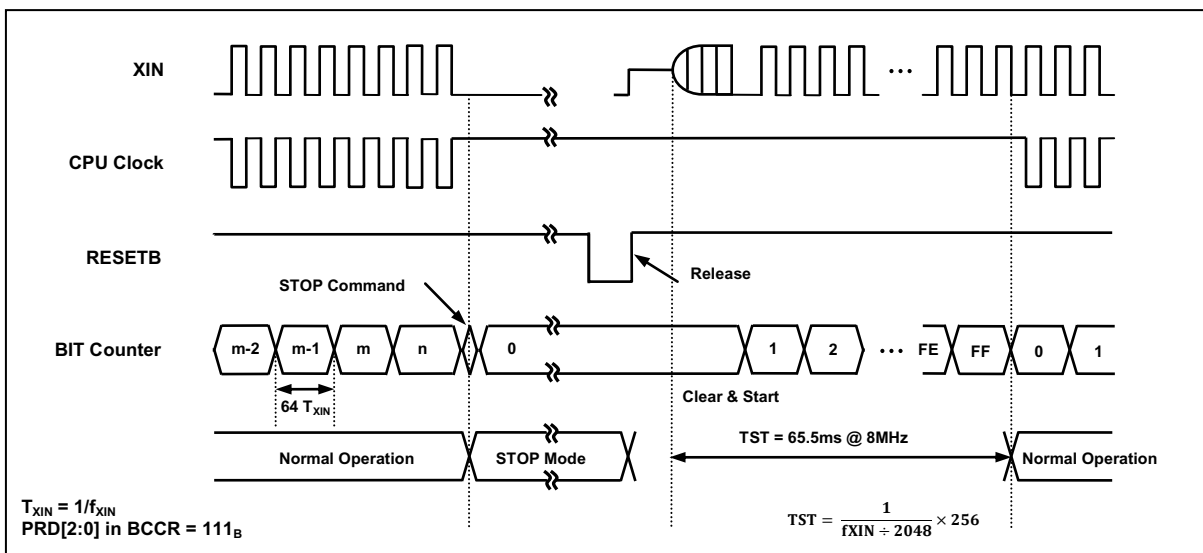 XIN
...
CPU Clock
RESETB
Release
STOP Command
BIT Counter
m-2 m-1 m n 0 1 2 ... FE FF 0 1
64 TXIN
Clear & Start
TST = 65.5ms @ 8MHz
Normal Operation STOP Mode Normal Operation
TXIN = 1/fXIN
PRD[2:0] in BCCR = 111B
TST = 1 / (fXIN ÷ 2048) × 256